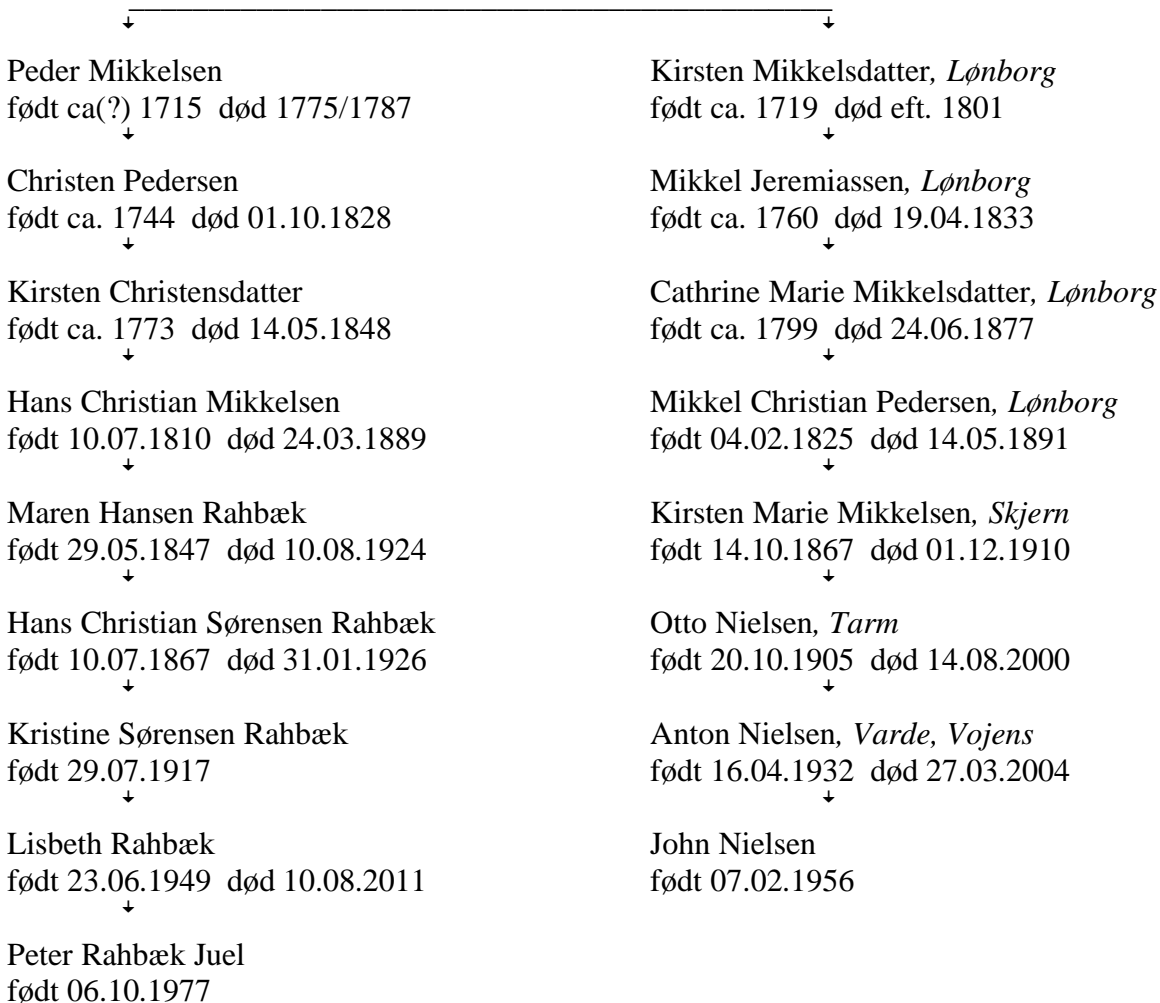 Peder Mikkelsen
født ca(?) 1715 død 1775/1787
Christen Pedersen
født ca. 1744 død 01.10.1828
Kirsten Christensdatter
født ca. 1773 død 14.05.1848
Hans Christian Mikkelsen
født 10.07.1810 død 24.03.1889
Maren Hansen Rahbæk
født 29.05.1847 død 10.08.1924
Hans Christian Sørensen Rahbæk
født 10.07.1867 død 31.01.1926
Kristine Sørensen Rahbæk
født 29.07.1917
Lisbeth Rahbæk
født 23.06.1949 død 10.08.2011
Peter Rahbæk Juel
født 06.10.1977
Kirsten Mikkelsdatter, Lønborg
født ca. 1719 død eft. 1801
Mikkel Jeremiassen, Lønborg
født ca. 1760 død 19.04.1833
Cathrine Marie Mikkelsdatter, Lønborg
født ca. 1799 død 24.06.1877
Mikkel Christian Pedersen, Lønborg
født 04.02.1825 død 14.05.1891
Kirsten Marie Mikkelsen, Skjern
født 14.10.1867 død 01.12.1910
Otto Nielsen, Tarm
født 20.10.1905 død 14.08.2000
Anton Nielsen, Varde, Vojens
født 16.04.1932 død 27.03.2004
John Nielsen
født 07.02.1956